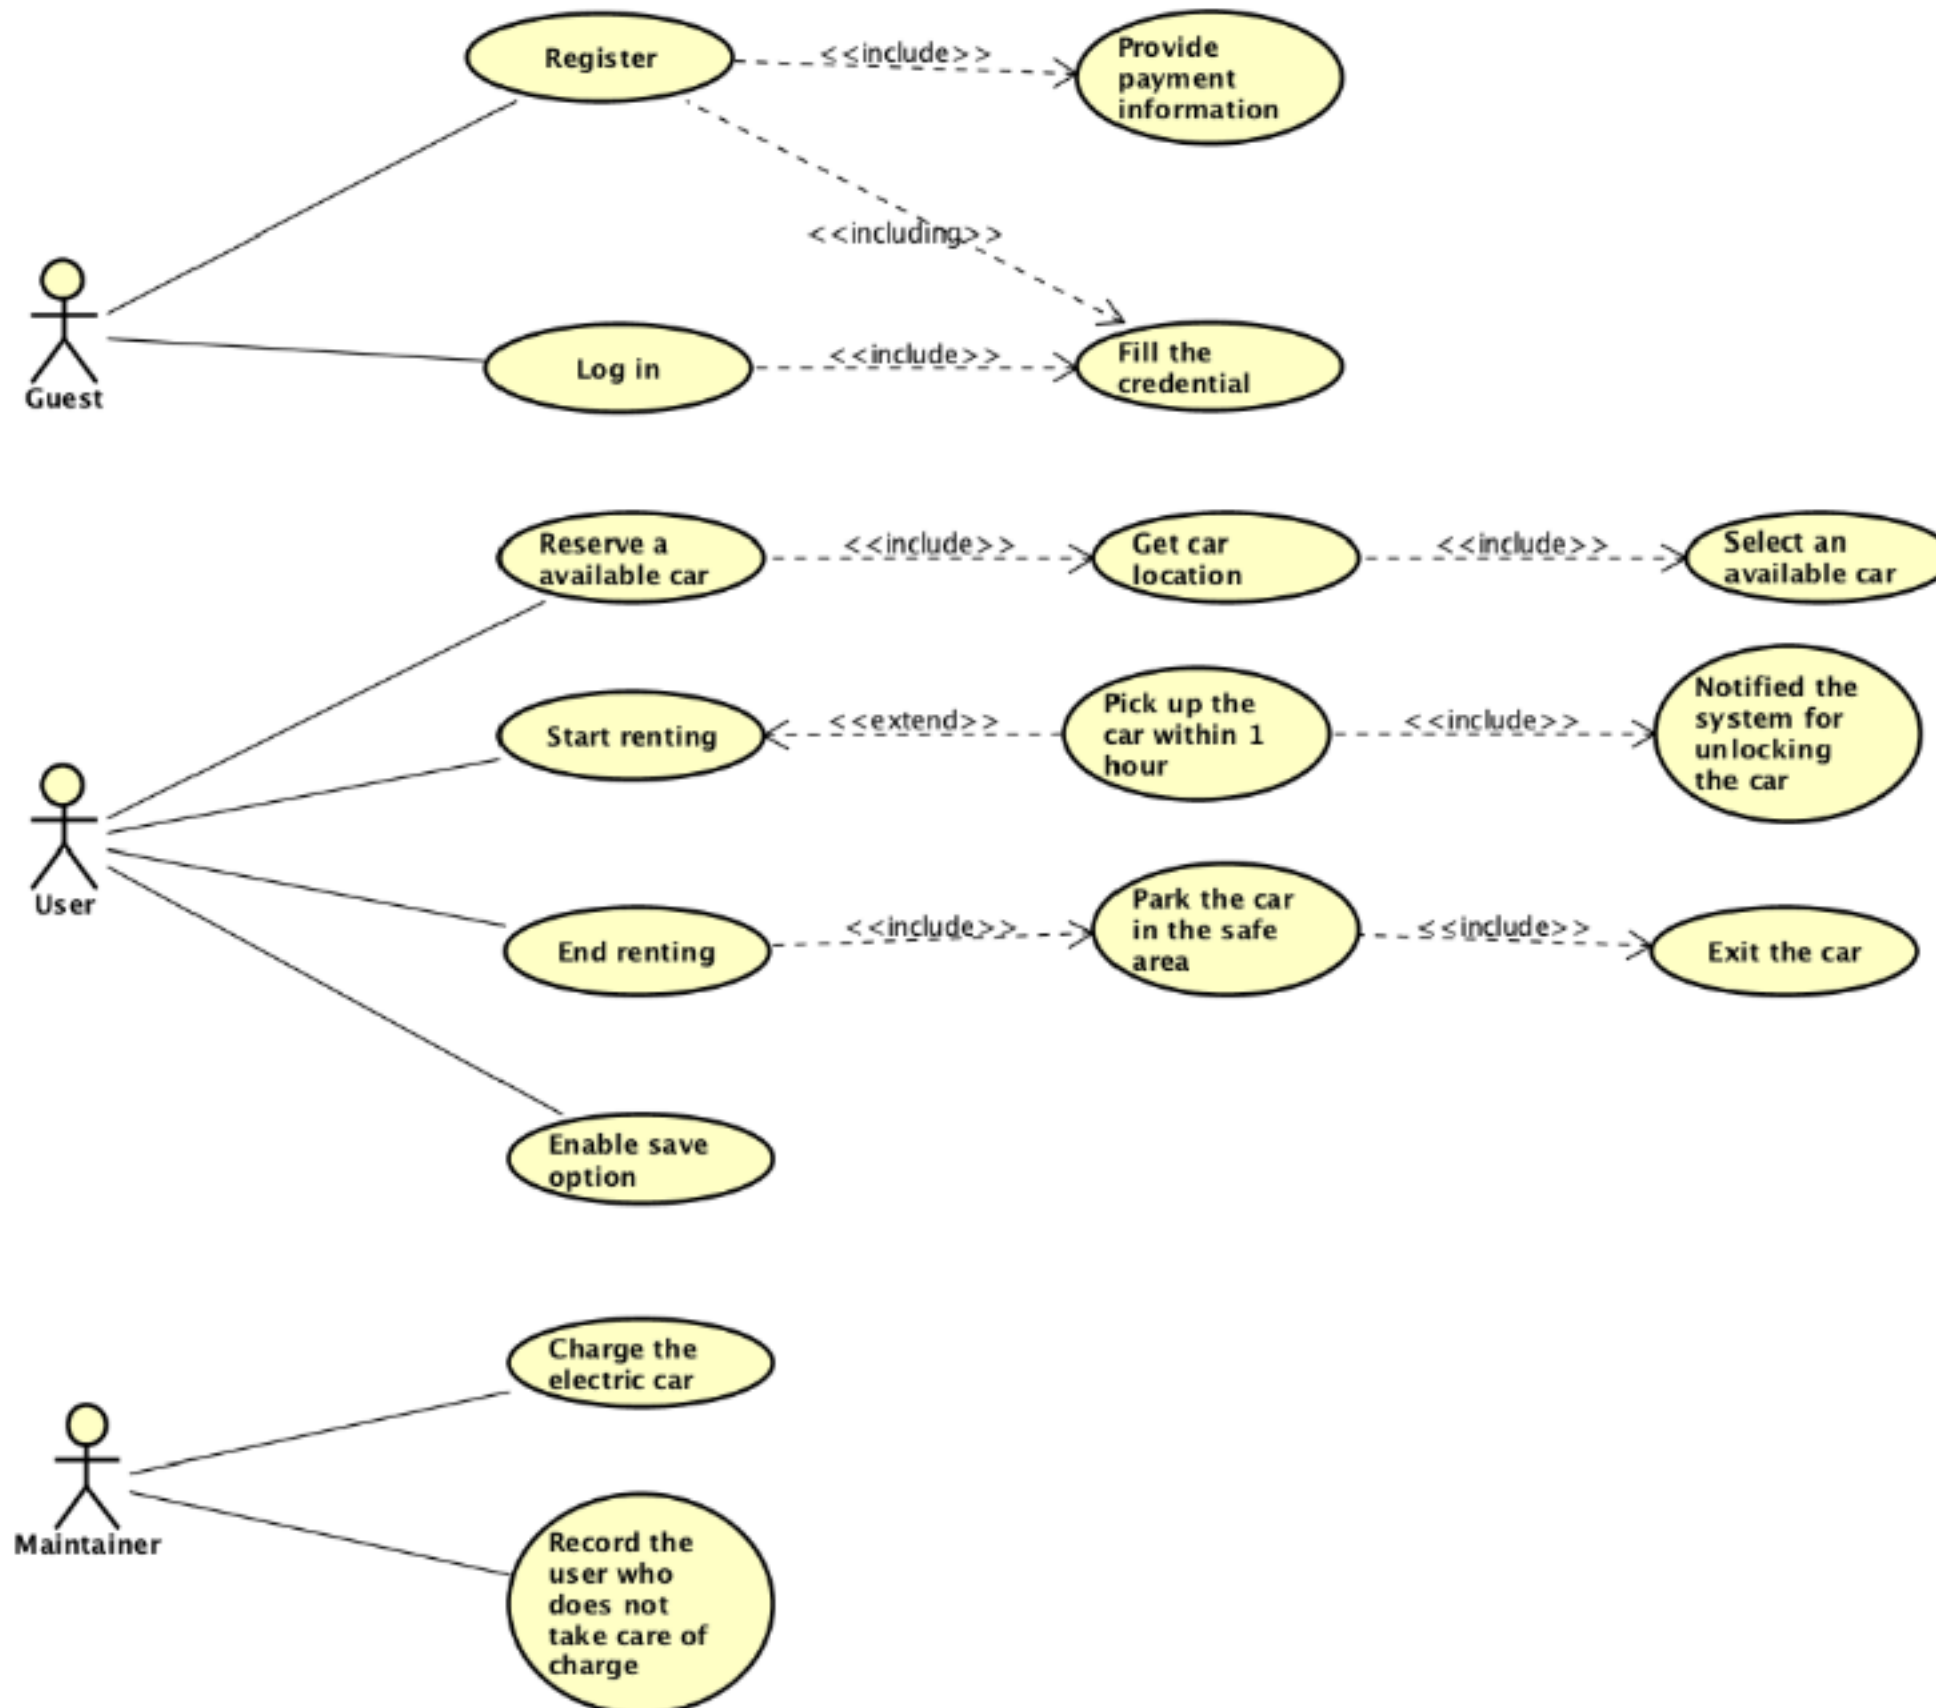 Register
<<include>>
Provide
payment
information
<<including>>
Guest
Log in
<<include>>
Fill the
credential
Reserve a
available car
<<include>>
Get car
location
<<include>>
Select an
available car
Start renting
<<extend>>
Pick up the
car within 1
hour
<<include>>
Notified the
system for
unlocking
the car
User
End renting
<<include>>
Park the car
in the safe
area
<<include>>
Exit the car
Enable save
option
Charge the
electric car
Maintainer
Record the
user who
does not
take care of
charge